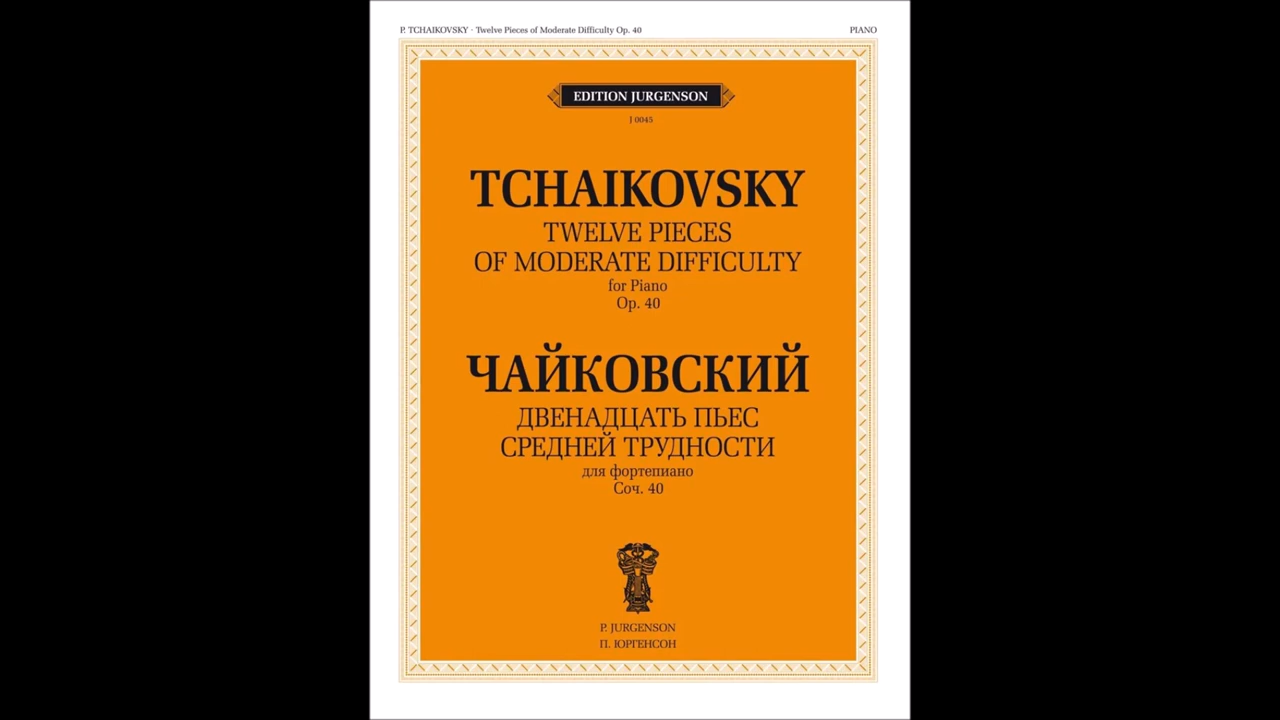 P. TCHAIKOVSKY · Twelve Pieces of Moderate Difficulty Op. 40 PIANO
EDITION JURGENSON
J 0045
TCHAIKOVSKY
TWELVE PIECES
OF MODERATE DIFFICULTY
for Piano
Op. 40
ЧАЙКОВСКИЙ
ДВЕНАДЦАТЬ ПЬЕС
СРЕДНЕЙ ТРУДНОСТИ
для фортепиано
Соч. 40
P. JURGENSON
П. ЮРГЕНСОН